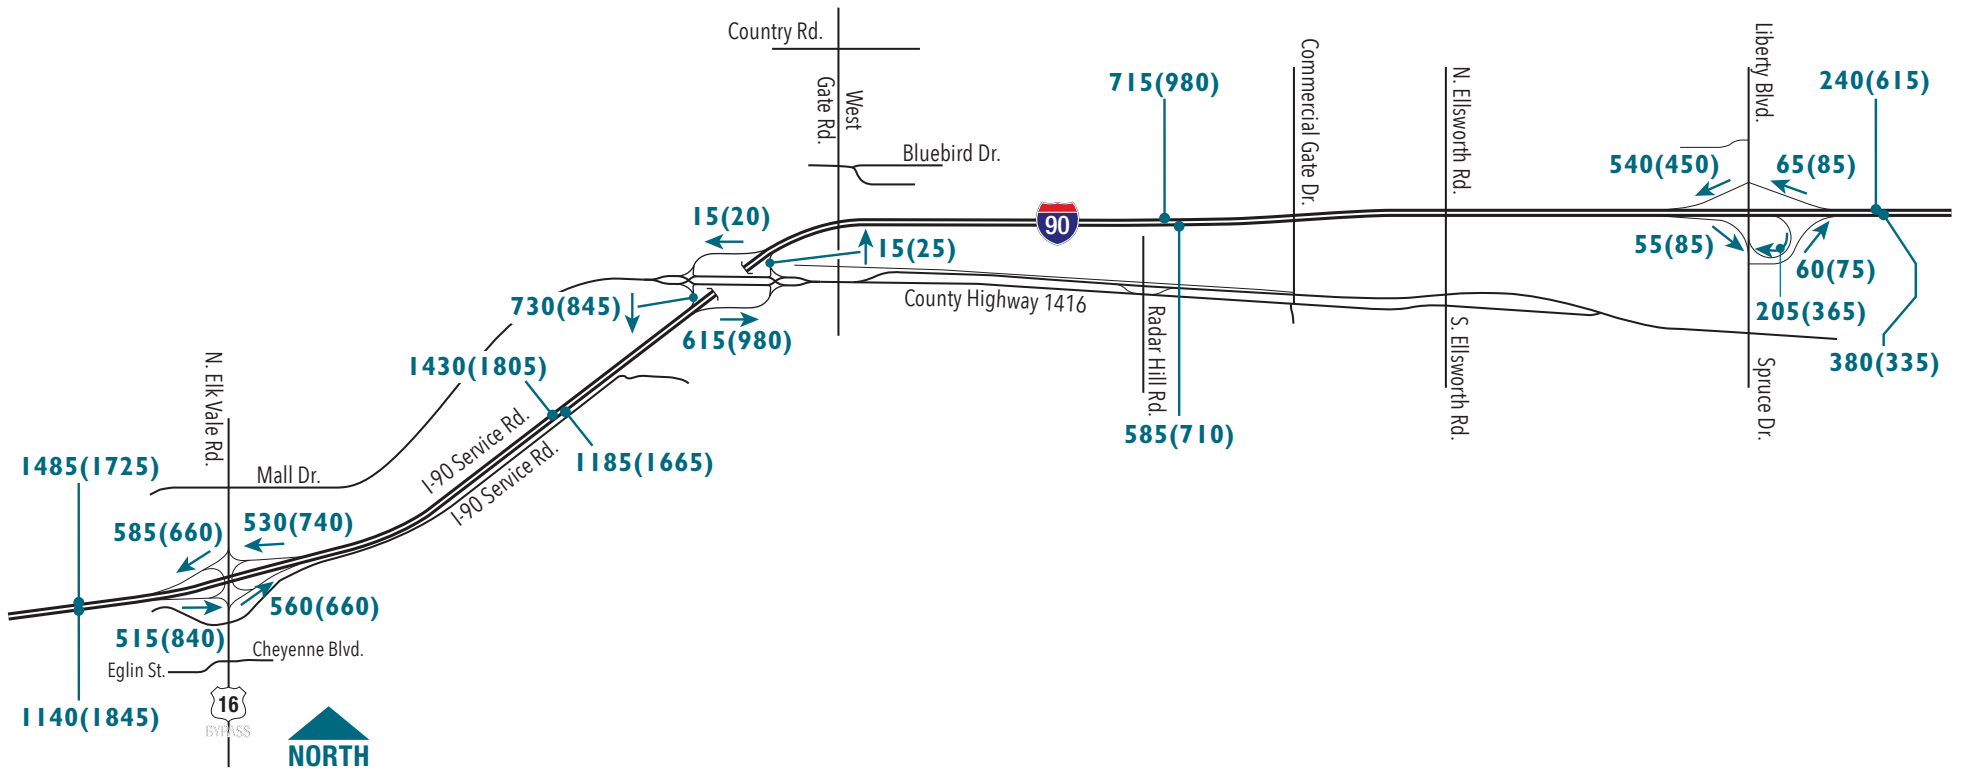 Country Rd.
West
Gate Rd.
Commercial Gate Dr.
N. Ellsworth Rd.
Liberty Blvd.
715(980)
240(615)
Bluebird Dr.
540(450)
65(85)
15(20)
90
15(25)
55(85)
60(75)
730(845)
County Highway 1416
205(365)
615(980)
Radar Hill Rd.
S. Ellsworth Rd.
Spruce Dr.
380(335)
1430(1805)
N. Elk Vale Rd.
585(710)
I-90 Service Rd.
I-90 Service Rd.
1185(1665)
1485(1725)
Mall Dr.
585(660)
530(740)
560(660)
515(840)
Cheyenne Blvd.
Eglin St.
16
BYPASS
1140(1845)
NORTH